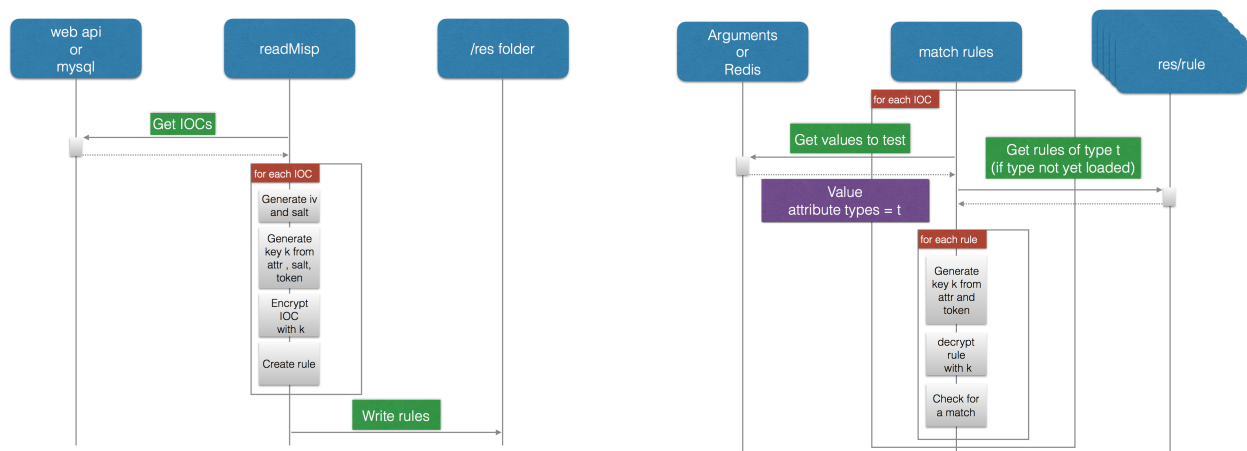 web api
or
mysql
readMisp
/res folder
Get IOCs
for each IOC
Generate iv
and salt
Generate
key k from
attr , salt,
token
Encrypt
IOC
with k
Create rule
Write rules
Arguments
or
Redis
match rules
res/rule
for each IOC
Get values to test
Get rules of type t
(if type not yet loaded)
Value
attribute types = t
for each rule
Generate
key k from
attr and
token
decrypt
rule
with k
Check for
a match